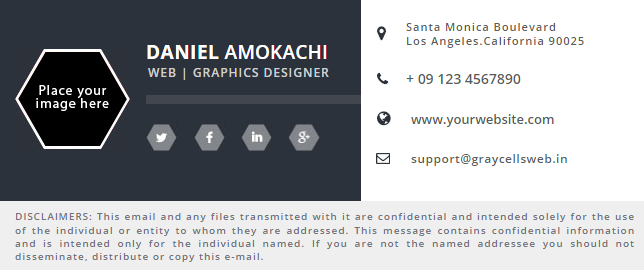 Place your
image here
DANIEL AMOKACHI
WEB | GRAPHICS DESIGNER
Santa Monica Boulevard
Los Angeles.California 90025
+ 09 123 4567890
www.yourwebsite.com
support@graycellsweb.in
DISCLAIMERS: This email and any files transmitted with it are confidential and intended solely for the use
of the individual or entity to whom they are addressed. This message contains confidential information
and is intended only for the individual named. If you are not the named addressee you should not
disseminate, distribute or copy this e-mail.